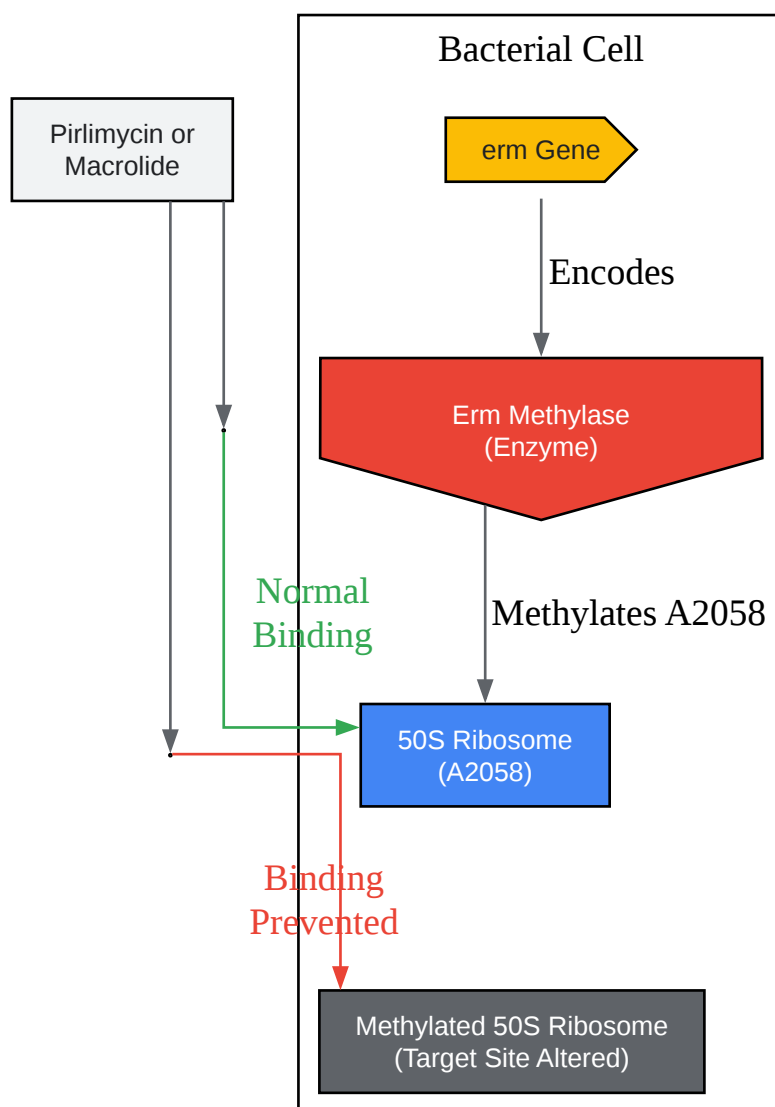 Bacterial Cell
Pirlimycin or
Macrolide
erm Gene
Encodes
Erm Methylase
(Enzyme)
Normal
Binding
Methylates A2058
50S Ribosome
(A2058)
Binding
Prevented
Methylated 50S Ribosome
(Target Site Altered)